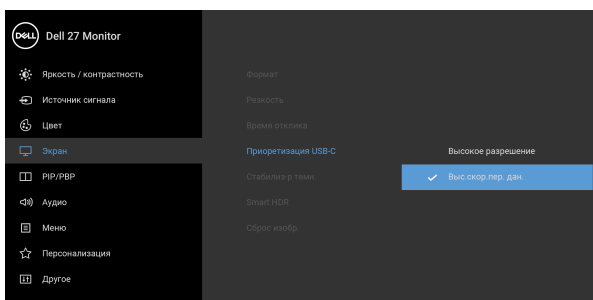 DELL Dell 27 Monitor
Яркость / контрастность
Источник сигнала
Цвет
Экран
PIP/PBP
Аудио
Меню
Персонализация
Другое
Формат
Резкость
Время отклика
Приоретизация USB-C
Стабилиз-р темн.
Smart HDR
Сброс изобр.
Высокое разрешение
Выс.скор.пер. дан.